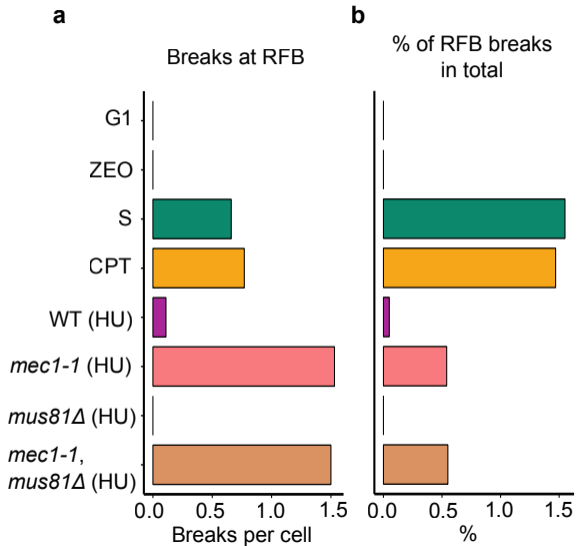 a
b
Breaks at RFB
% of RFB breaks
in total
G1
ZEO
S
CPT
WT (HU)
mec1-1 (HU)
mus81Δ (HU)
mec1-1,
mus81Δ (HU)
0.0 0.5 1.0 1.5
0.0 0.5 1.0 1.5
Breaks per cell
%